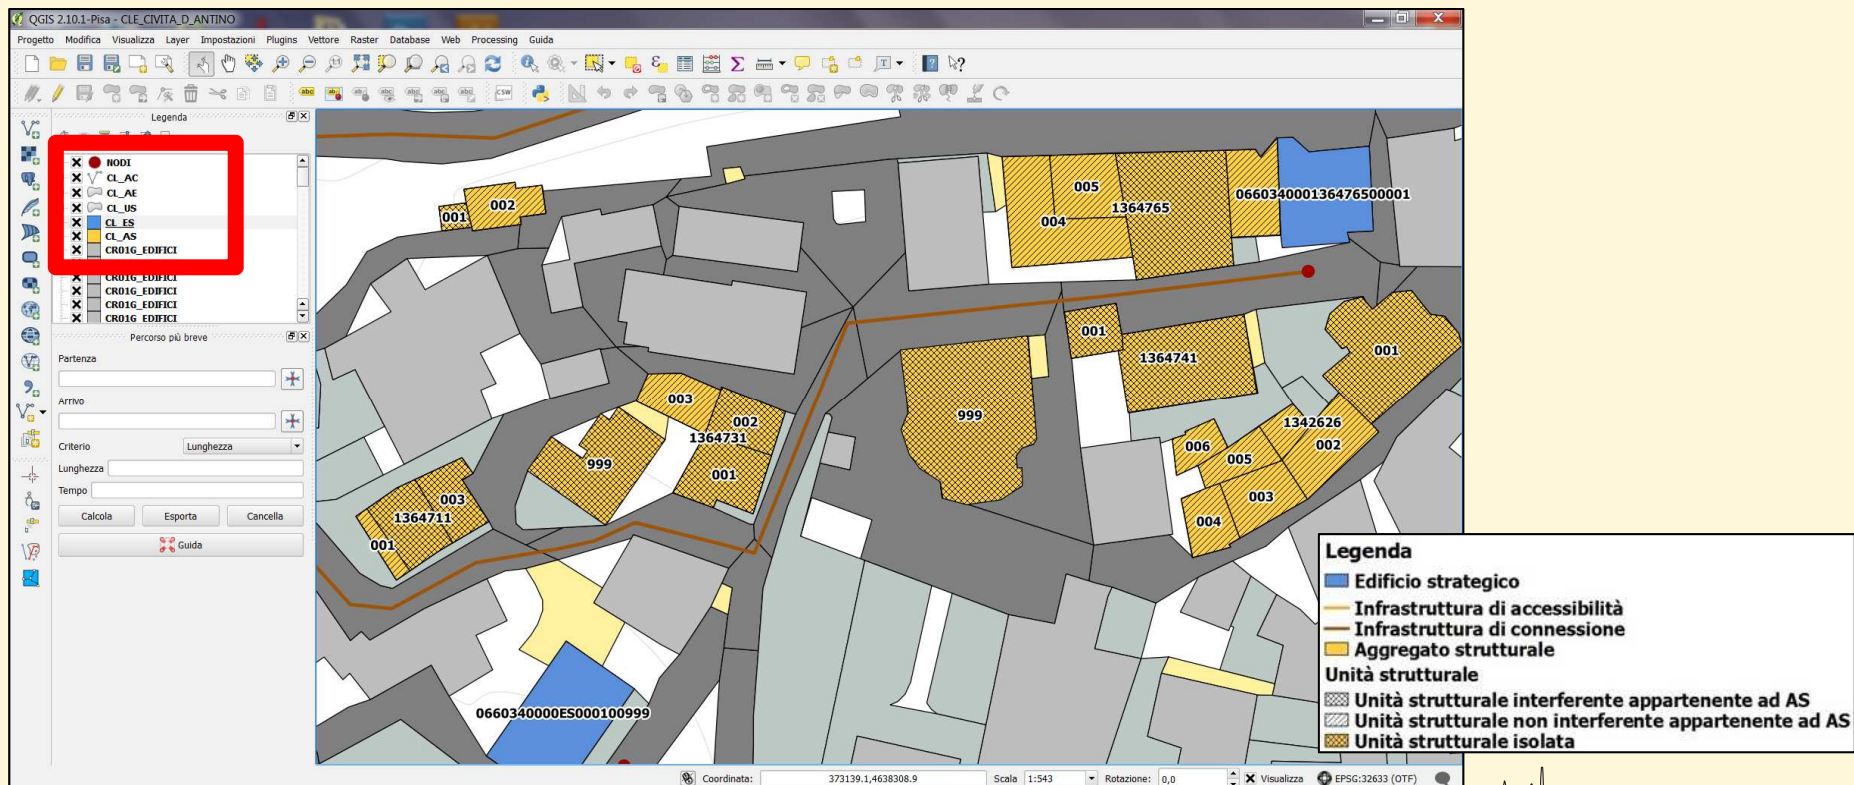 QGIS 2.10.1-Pisa - CLE_CIVITA_D_ANTINO
Progetto Modifica Visualizza Layer Impostazioni Plugins Vettore Raster Database Web Processing Guida
Legenda
NODI
CL_AC
CL_AE
CL_US
CL_ES
CL_AS
CR01G_EDIFICI
CR01G_EDIFICI
CR01G_EDIFICI
CR01G_EDIFICI
CR01G_EDIFICI
Percorso più breve
Partenza
Arrivo
Criterio Lunghezza
Lunghezza
Tempo
Calcola Esporta Cancella
Guida
001
002
005
004
1364765
066034000136476500001
001
1364741
001
999
003
002
1364731
001
999
003
1364711
001
1342626
002
006
005
003
004
0660340000ES000100999
Coordinata: 373139.1,4638308.9 Scala 1:543 Rotazione: 0,0 Visualizza EPSG:32633 (OTF)
Legenda
Edificio strategico
Infrastruttura di accessibilità
Infrastruttura di connessione
Aggregato strutturale
Unità strutturale
Unità strutturale interferente appartenente ad AS
Unità strutturale non interferente appartenente ad AS
Unità strutturale isolata